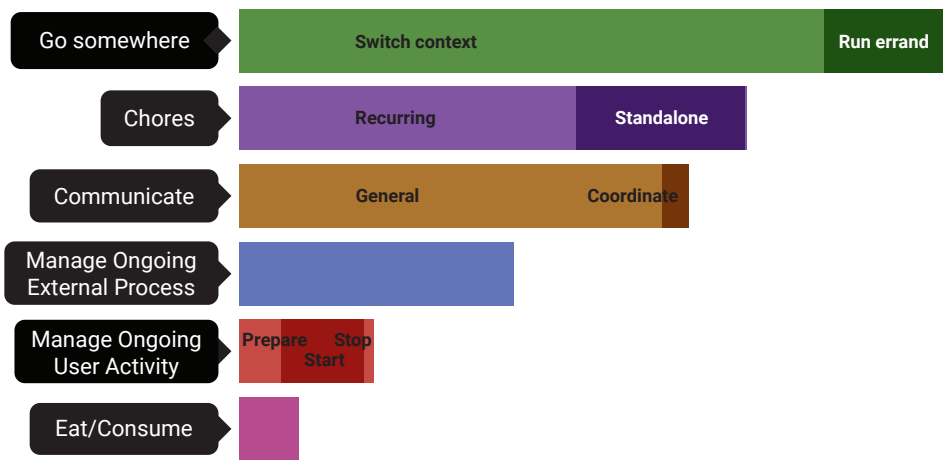 Go somewhere
Switch context
Run errand
Chores
Recurring
Standalone
Communicate
General
Coordinate
Manage Ongoing
External Process
Manage Ongoing
User Activity
Prepare
Stop
Start
Eat/Consume